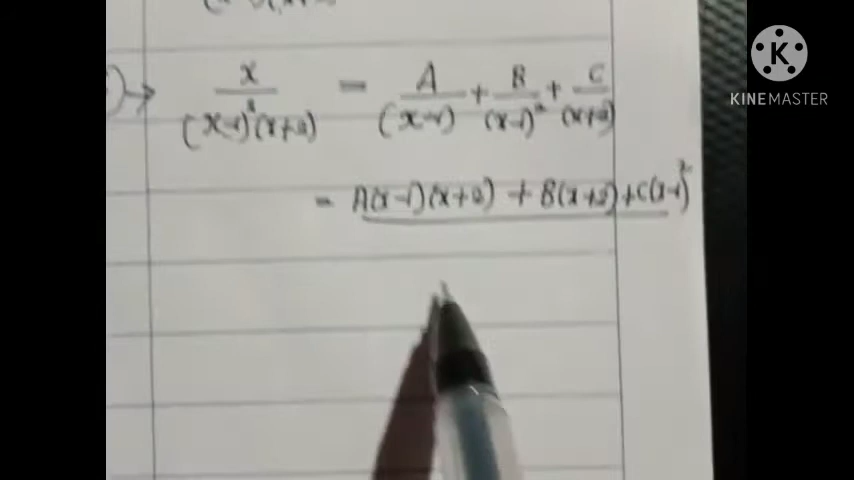 K
KINEMASTER
→ x/(x-1)²(x+2) = A/(x-1) + B/(x-1)² + C/(x+2)
= A(x-1)(x+2) + B(x+2) + C(x-1)²